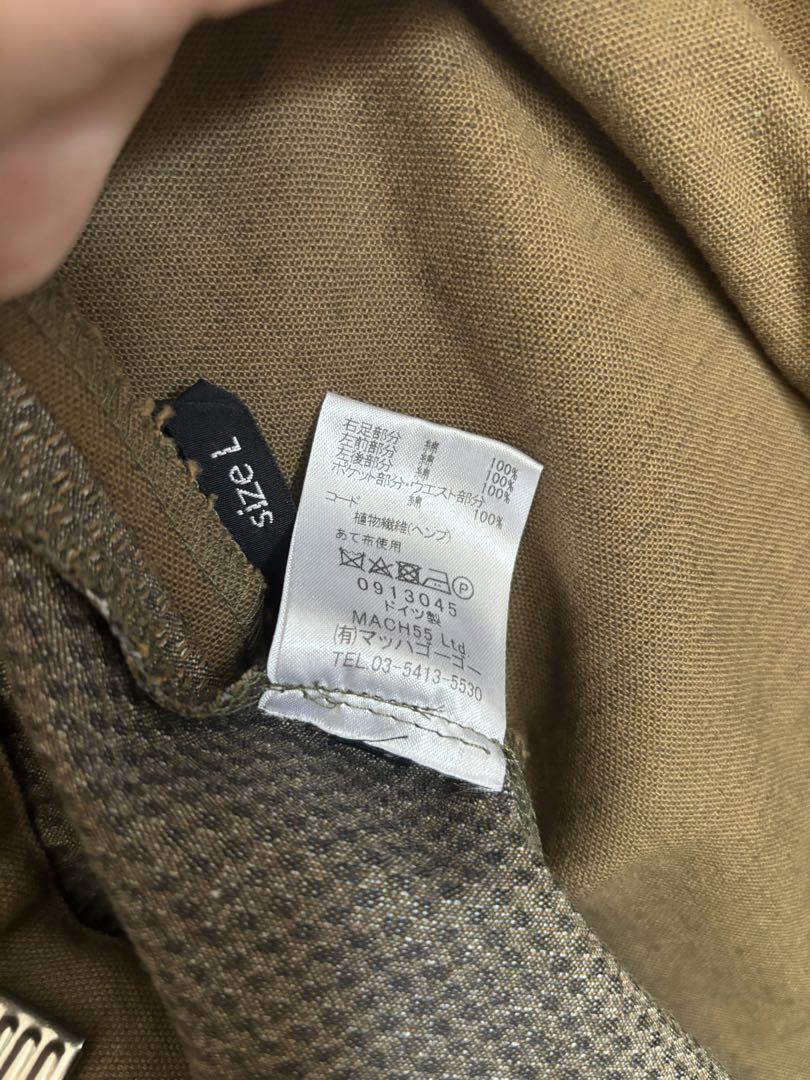 size L
右足部分 綿 100%
左前部分 綿 100%
左後部分 綿 100%
ポケット部分・ウエスト部分
綿 100%
コード
植物繊維(ヘンプ)
あて布使用
P
0913045
ドイツ製
MACH55 Ltd.
(有)マッハゴーゴー
TEL.03-5413-5530